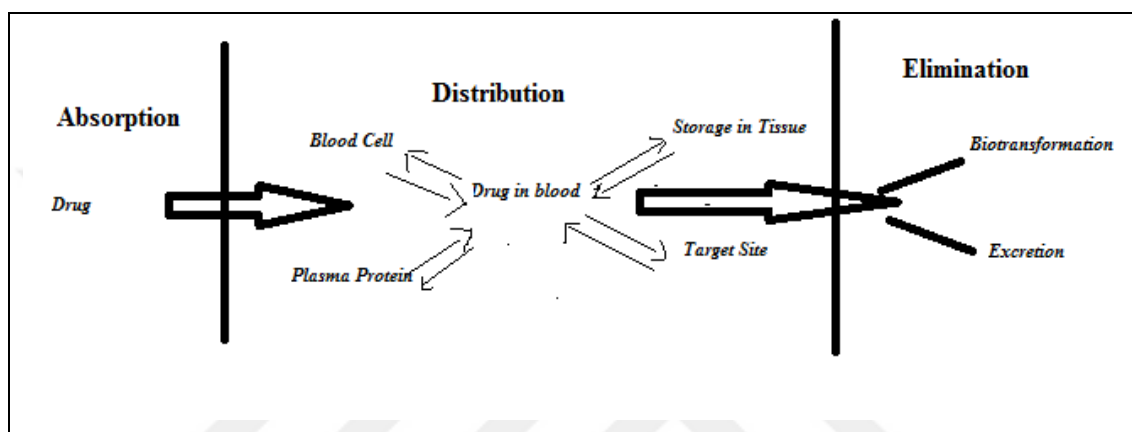 Absorption
Distribution
Elimination
Drug
Blood Cell
Plasma Protein
Drug in blood
Storage in Tissue
Target Site
Biotransformation
Excretion